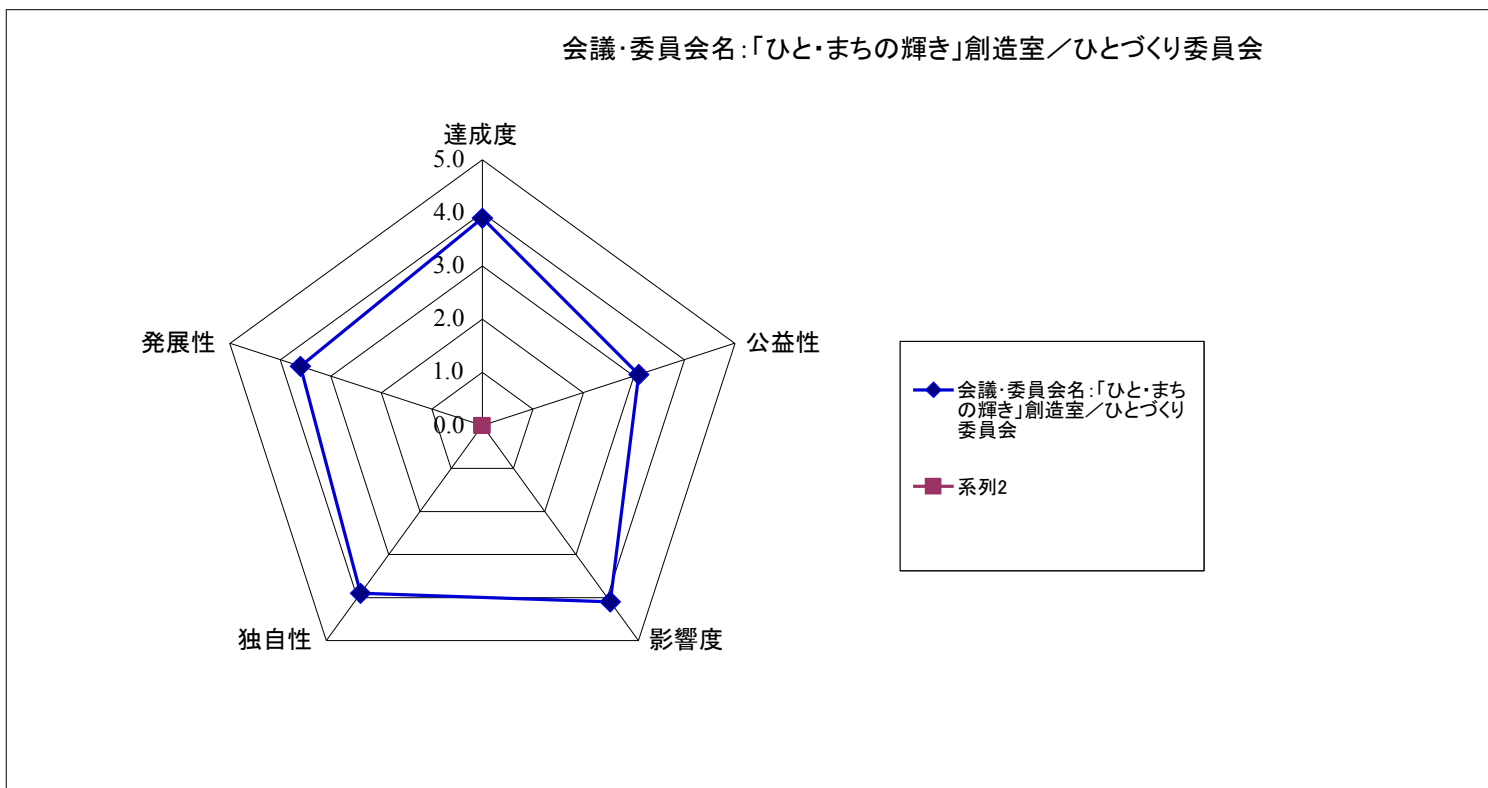 会議・委員会名：「ひと・まちの輝き」創造室／ひとづくり委員会
達成度
5.0
4.0
3.0
2.0
1.0
0.0
公益性
影響度
独自性
発展性
会議・委員会名：「ひと・まち
の輝き」創造室／ひとづくり
委員会
系列2